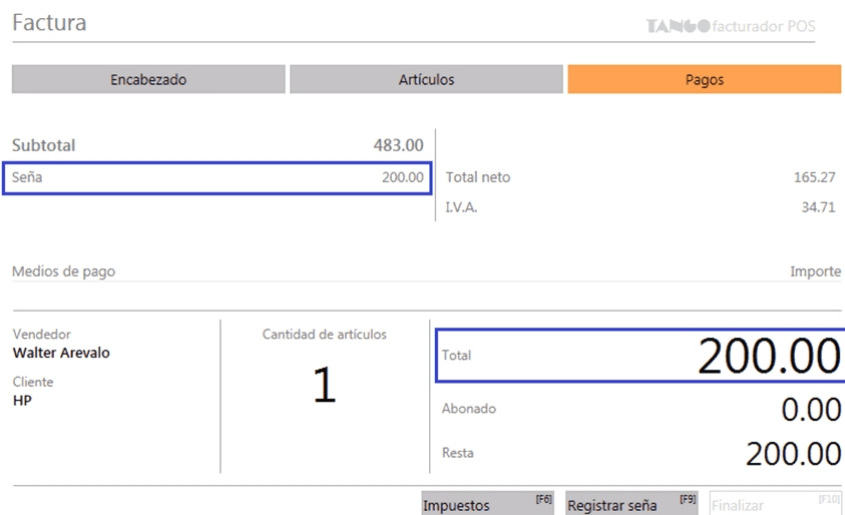 Factura
TANGO facturador POS
Encabezado Artículos Pagos
Subtotal 483.00
Seña 200.00
Total neto 165.27
I.V.A. 34.71
Medios de pago Importe
Vendedor
Walter Arevalo
Cliente
HP
Cantidad de artículos
1
Total 200.00
Abonado 0.00
Resta 200.00
Impuestos [F6] Registrar seña [F9] Finalizar [F10]